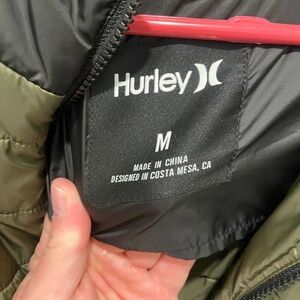 Hurley
M
MADE IN CHINA
DESIGNED IN COSTA MESA, CA